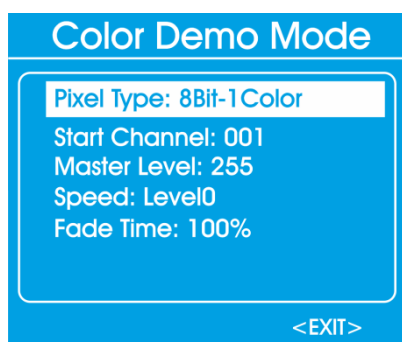 Color Demo Mode
Pixel Type: 8Bit-1Color
Start Channel: 001
Master Level: 255
Speed: Level0
Fade Time: 100%
<EXIT>